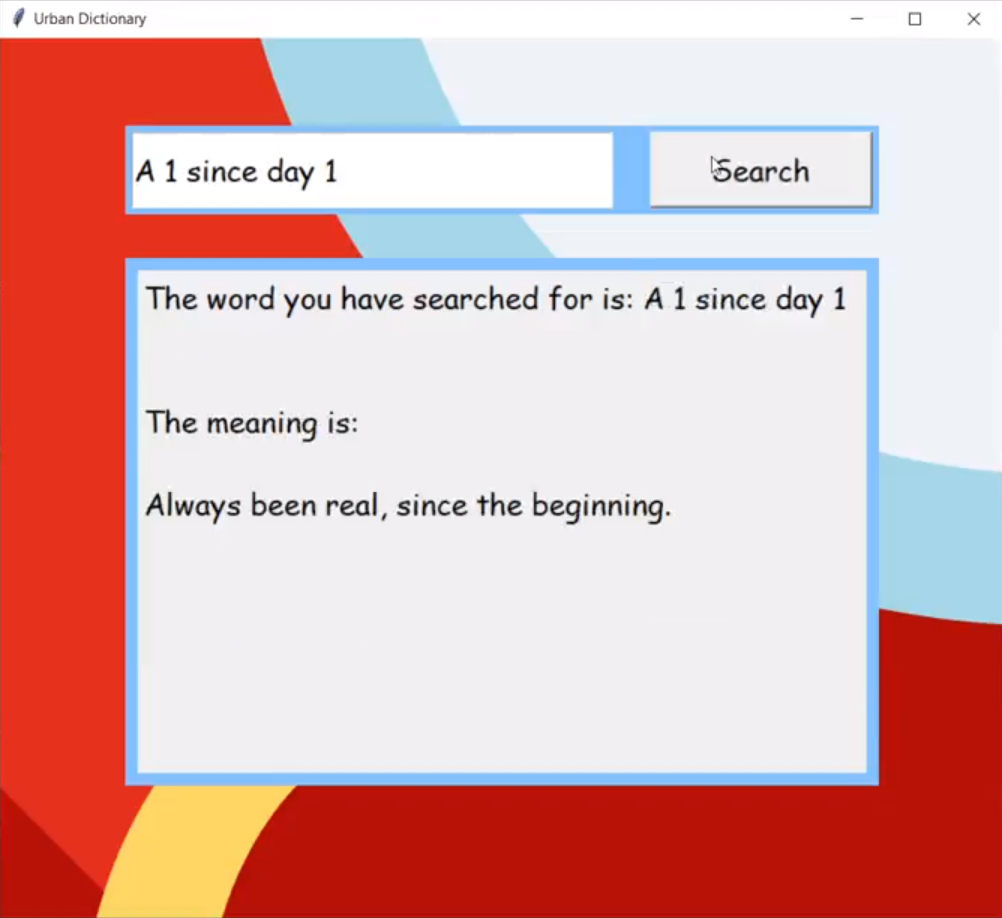 Urban Dictionary
A 1 since day 1
Search
The word you have searched for is: A 1 since day 1
The meaning is:
Always been real, since the beginning.